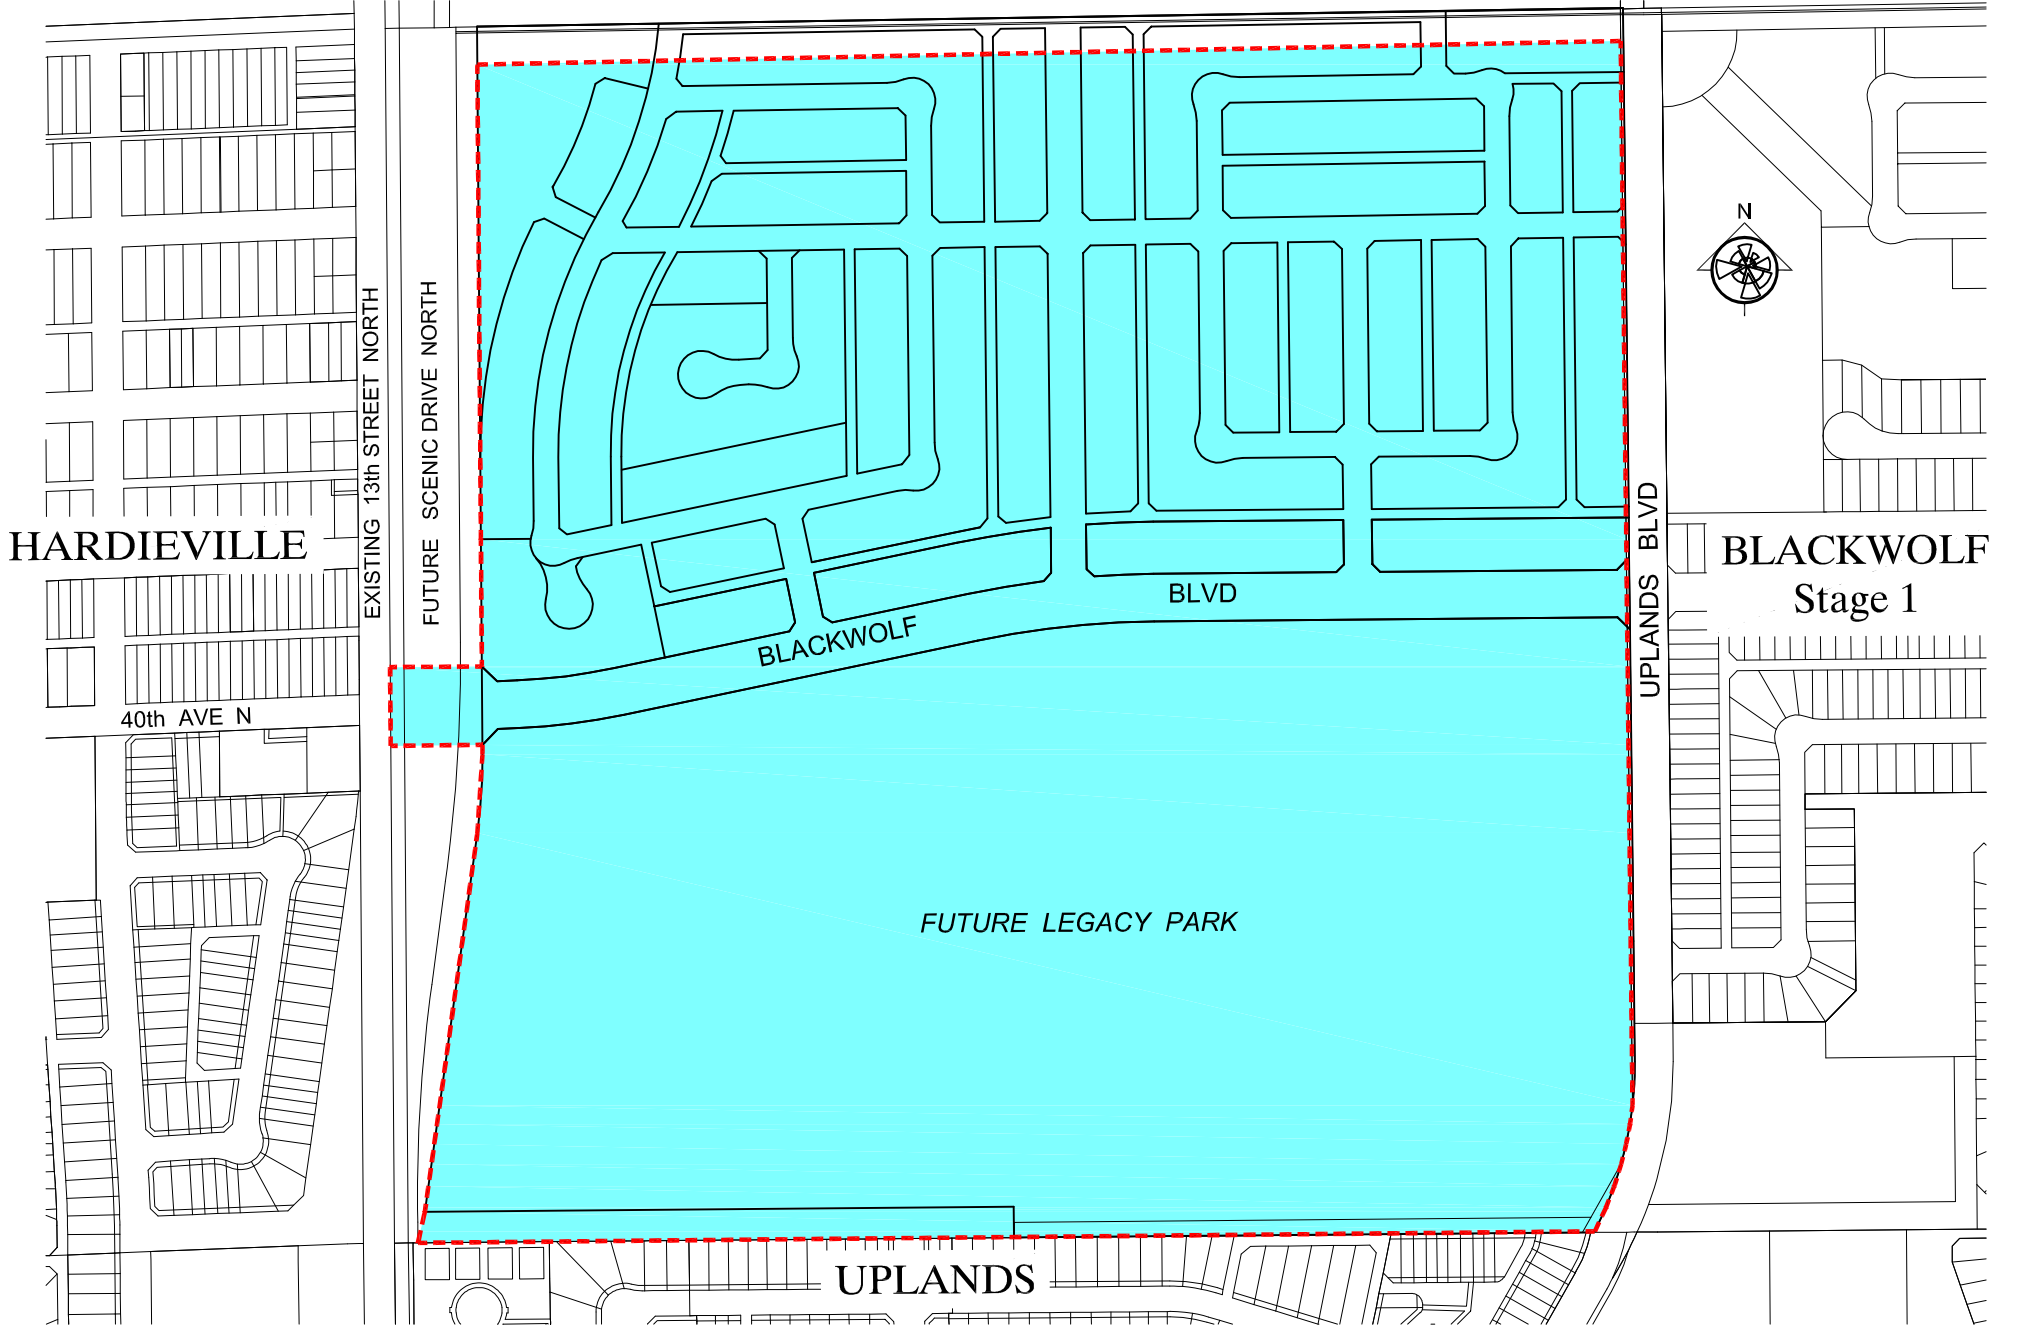 N
EXISTING 13th STREET NORTH
FUTURE SCENIC DRIVE NORTH
HARDIEVILLE
UPLANDS BLVD
BLACKWOLF
Stage 1
BLACKWOLF BLVD
40th AVE N
FUTURE LEGACY PARK
UPLANDS